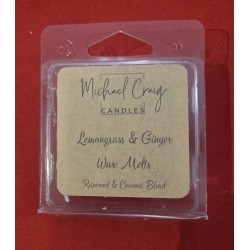 Michael Craig
CANDLES
Lemongrass & Ginger
Wax Melts
Rapeseed & Coconut Blend